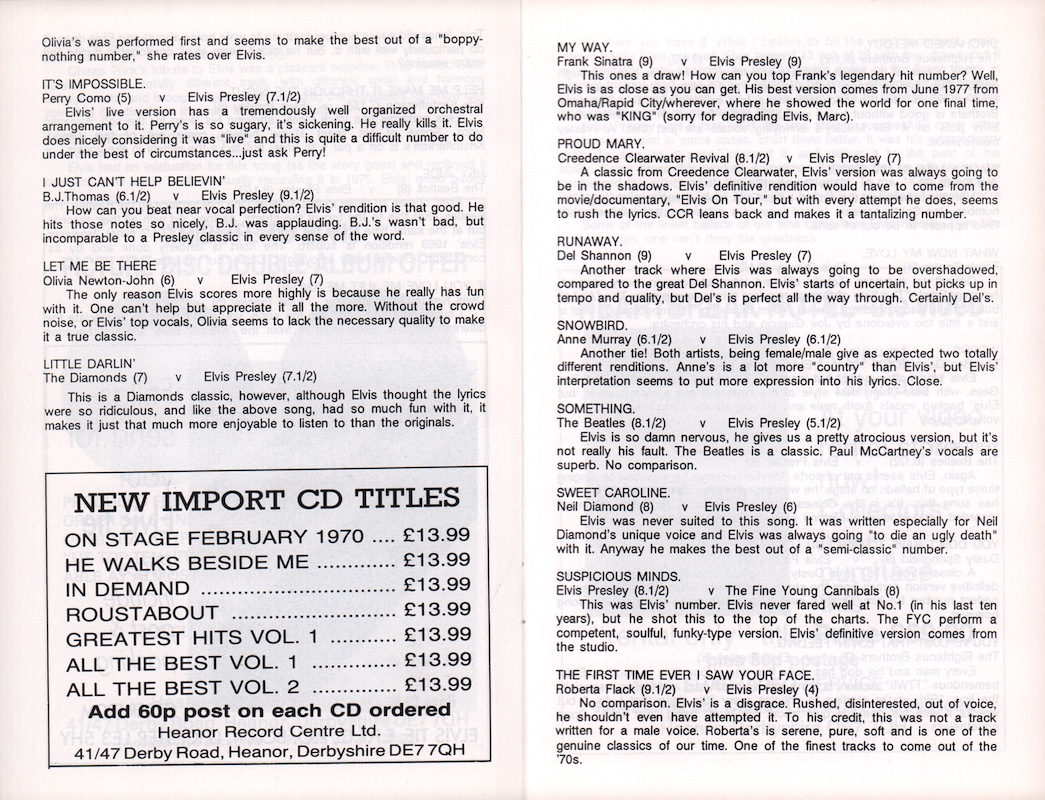 Olivia's was performed first and seems to make the best out of a "boppy-
nothing number," she rates over Elvis.
IT'S IMPOSSIBLE.
Perry Como (5) v Elvis Presley (7.1/2)
Elvis' live version has a tremendously well organized orchestral
arrangement to it. Perry's is so sugary, it's sickening. He really kills it. Elvis
does nicely considering it was "live" and this is quite a difficult number to do
under the best of circumstances...just ask Perry!
I JUST CAN'T HELP BELIEVIN'
B.J.Thomas (6.1/2) v Elvis Presley (9.1/2)
How can you beat near vocal perfection? Elvis' rendition is that good. He
hits those notes so nicely, B.J. was applauding. B.J.'s wasn't bad, but
incomparable to a Presley classic in every sense of the word.
LET ME BE THERE
Olivia Newton-John (6) v Elvis Presley (7)
The only reason Elvis scores more highly is because he really has fun
with it. One can't help but appreciate it all the more. Without the crowd
noise, or Elvis' top vocals, Olivia seems to lack the necessary quality to make
it a true classic.
LITTLE DARLIN'
The Diamonds (7) v Elvis Presley (7.1/2)
This is a Diamonds classic, however, although Elvis thought the lyrics
were so ridiculous, and like the above song, had so much fun with it, it
makes it just that much more enjoyable to listen to than the originals.
NEW IMPORT CD TITLES
ON STAGE FEBRUARY 1970 .... £13.99
HE WALKS BESIDE ME ............. £13.99
IN DEMAND ................................ £13.99
ROUSTABOUT ........................... £13.99
GREATEST HITS VOL. 1 ........... £13.99
ALL THE BEST VOL. 1 .............. £13.99
ALL THE BEST VOL. 2 .............. £13.99
Add 60p post on each CD ordered
Heanor Record Centre Ltd.
41/47 Derby Road, Heanor, Derbyshire DE7 7QH
MY WAY.
Frank Sinatra (9) v Elvis Presley (9)
This ones a draw! How can you top Frank's legendary hit number? Well,
Elvis is as close as you can get. His best version comes from June 1977 from
Omaha/Rapid City/wherever, where he showed the world for one final time,
who was "KING" (sorry for degrading Elvis, Marc).
PROUD MARY.
Creedence Clearwater Revival (8.1/2) v Elvis Presley (7)
A classic from Creedence Clearwater, Elvis' version was always going to
be in the shadows. Elvis' definitive rendition would have to come from the
movie/documentary, "Elvis On Tour," but with every attempt he does, seems
to rush the lyrics. CCR leans back and makes it a tantalizing number.
RUNAWAY.
Del Shannon (9) v Elvis Presley (7)
Another track where Elvis was always going to be overshadowed,
compared to the great Del Shannon. Elvis' starts of uncertain, but picks up in
tempo and quality, but Del's is perfect all the way through. Certainly Del's.
SNOWBIRD.
Anne Murray (6.1/2) v Elvis Presley (6.1/2)
Another tie! Both artists, being female/male give as expected two totally
different renditions. Anne's is a lot more "country" than Elvis', but Elvis'
interpretation seems to put more expression into his lyrics. Close.
SOMETHING.
The Beatles (8.1/2) v Elvis Presley (5.1/2)
Elvis is so damn nervous, he gives us a pretty atrocious version, but it's
not really his fault. The Beatles is a classic. Paul McCartney's vocals are
superb. No comparison.
SWEET CAROLINE.
Neil Diamond (8) v Elvis Presley (6)
Elvis was never suited to this song. It was written especially for Neil
Diamond's unique voice and Elvis was always going "to die an ugly death"
with it. Anyway he makes the best out of a "semi-classic" number.
SUSPICIOUS MINDS.
Elvis Presley (8.1/2) v The Fine Young Cannibals (8)
This was Elvis' number. Elvis never fared well at No.1 (in his last ten
years), but he shot this to the top of the charts. The FYC perform a
competent, soulful, funky-type version. Elvis' definitive version comes from
the studio.
THE FIRST TIME EVER I SAW YOUR FACE.
Roberta Flack (9.1/2) v Elvis Presley (4)
No comparison. Elvis' is a disgrace. Rushed, disinterested, out of voice,
he shouldn't even have attempted it. To his credit, this was not a track
written for a male voice. Roberta's is serene, pure, soft and is one of the
genuine classics of our time. One of the finest tracks to come out of the
'70s.